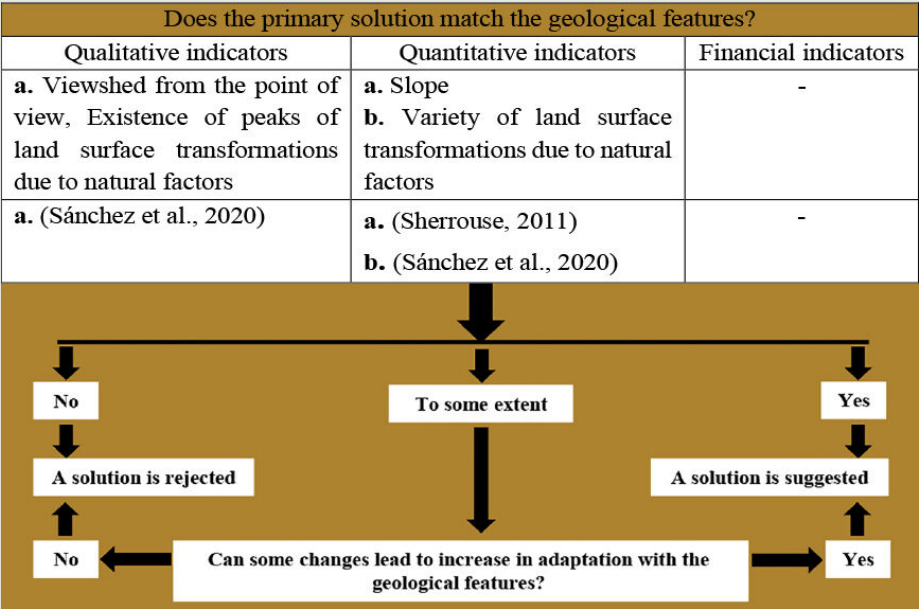 Does the primary solution match the geological features?
Qualitative indicators
Quantitative indicators
Financial indicators
a. Viewshed from the point of
view, Existence of peaks of
land surface transformations
due to natural factors
a. Slope
b. Variety of land surface
transformations due to natural
factors
-
a. (Sánchez et al., 2020)
a. (Sherrouse, 2011)
b. (Sánchez et al., 2020)
-
No
To some extent
Yes
A solution is rejected
A solution is suggested
No
Can some changes lead to increase in adaptation with the
geological features?
Yes